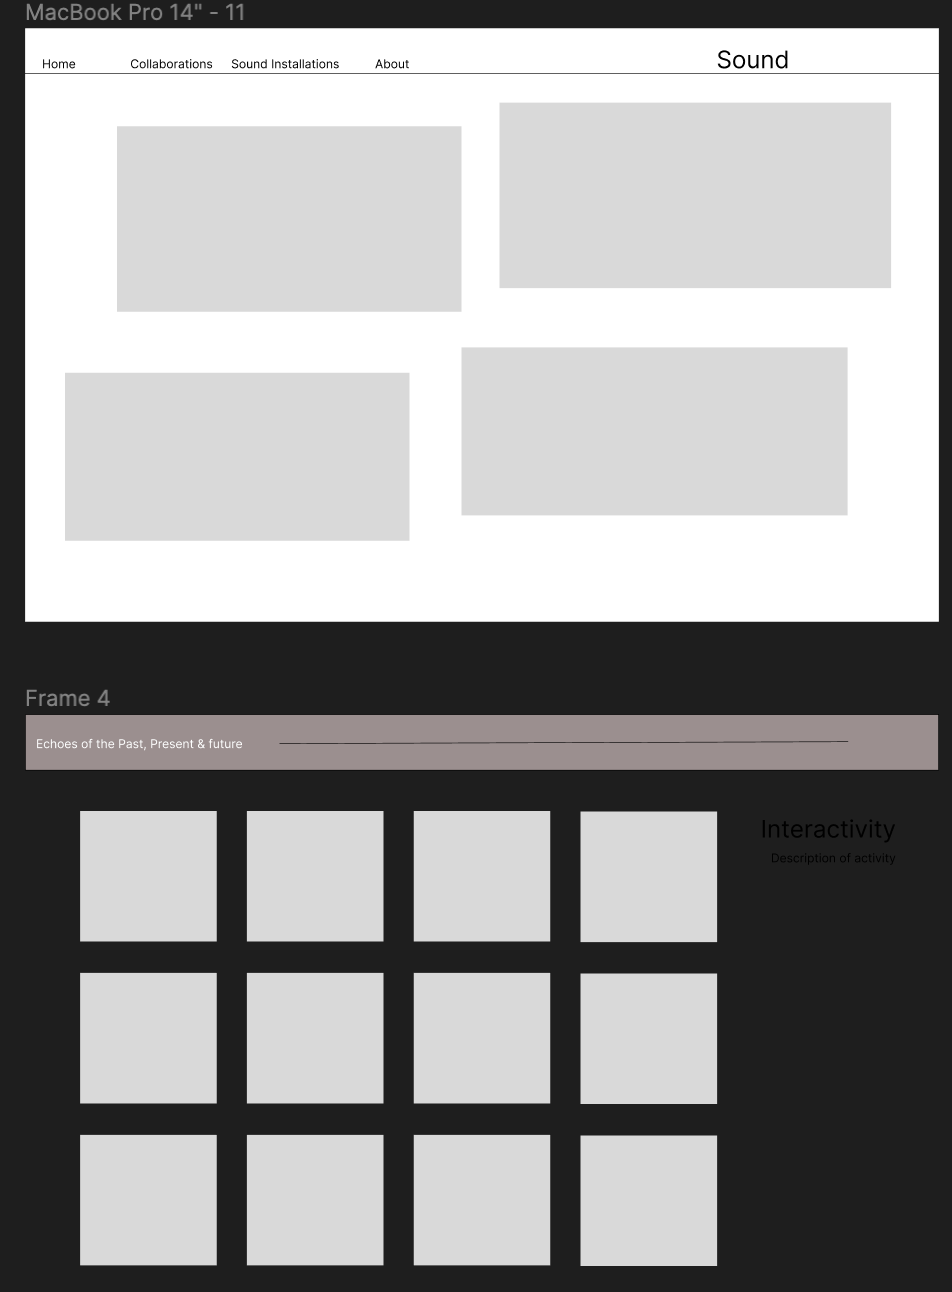 MacBook Pro 14" - 11
Home Collaborations Sound Installations About Sound
Frame 4
Echoes of the Past, Present & future
Interactivity
Description of activity